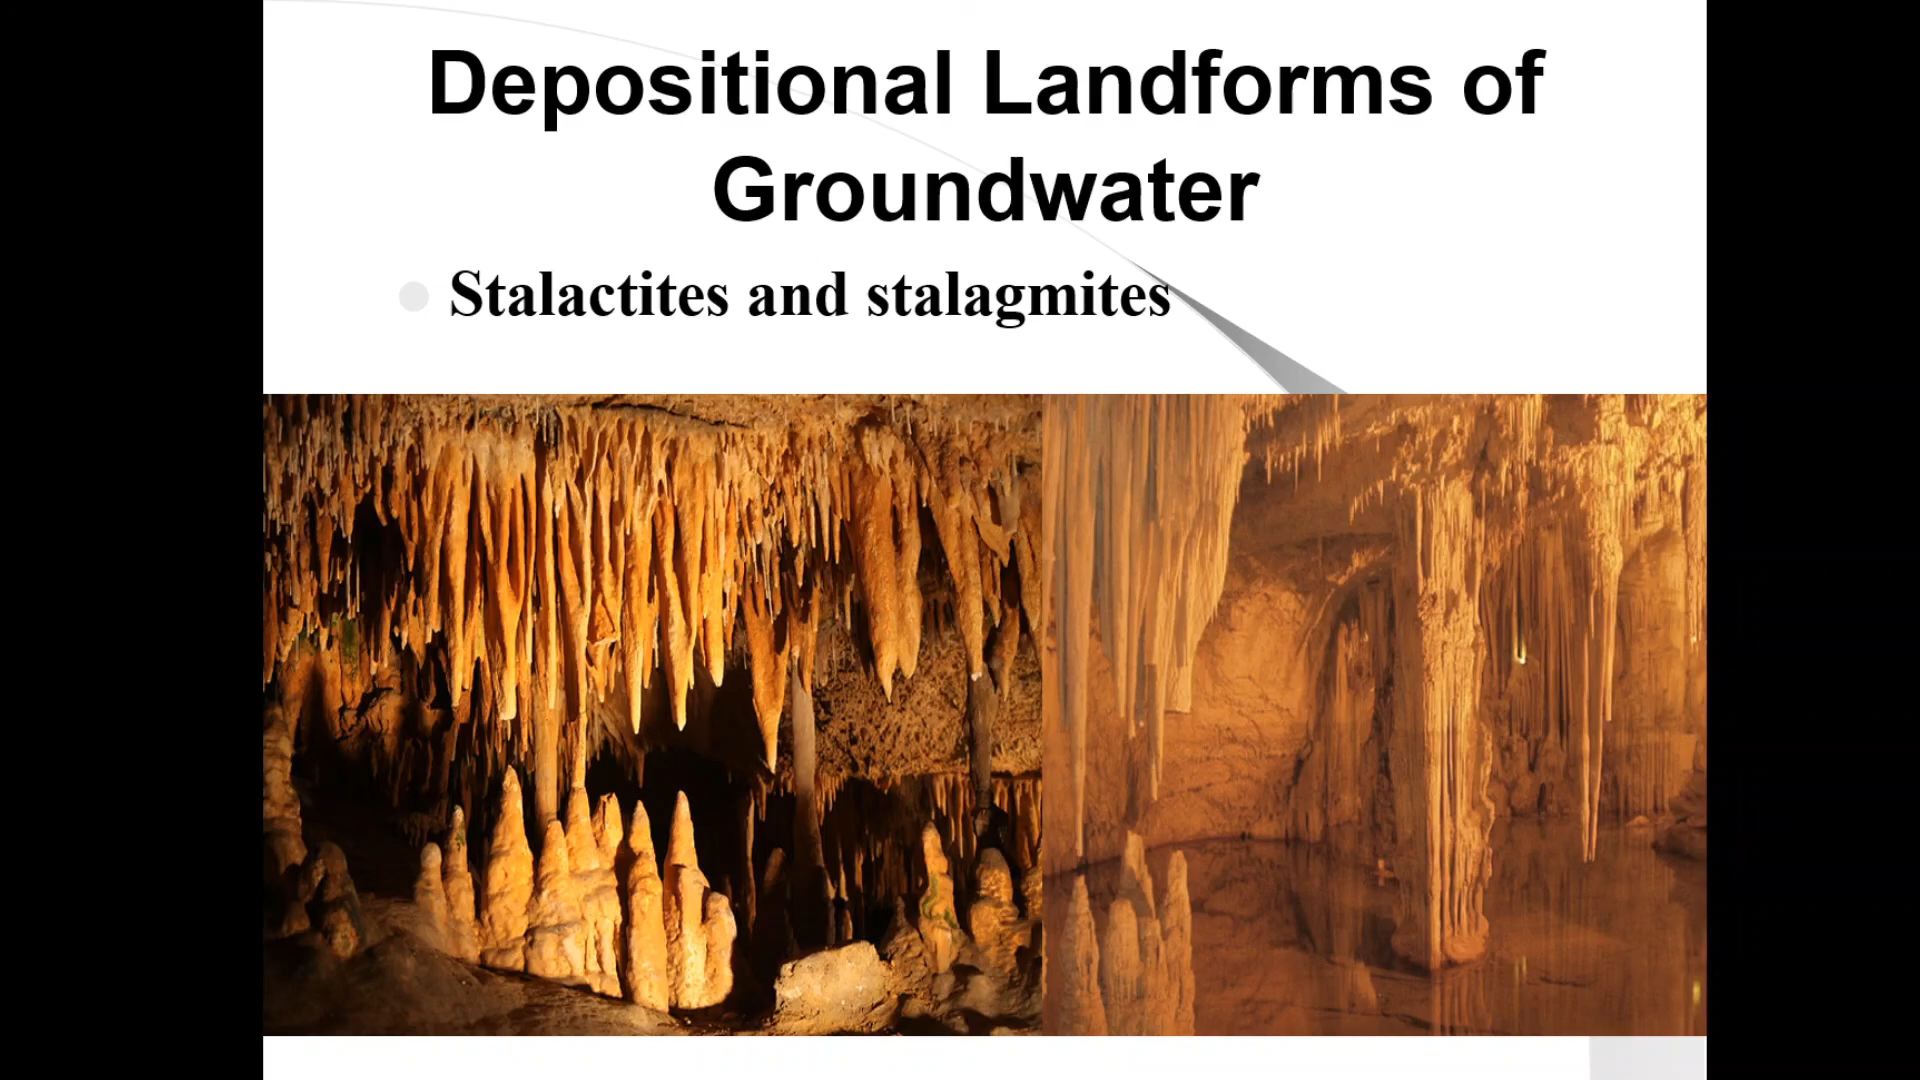 Depositional Landforms of
Groundwater
Stalactites and stalagmites